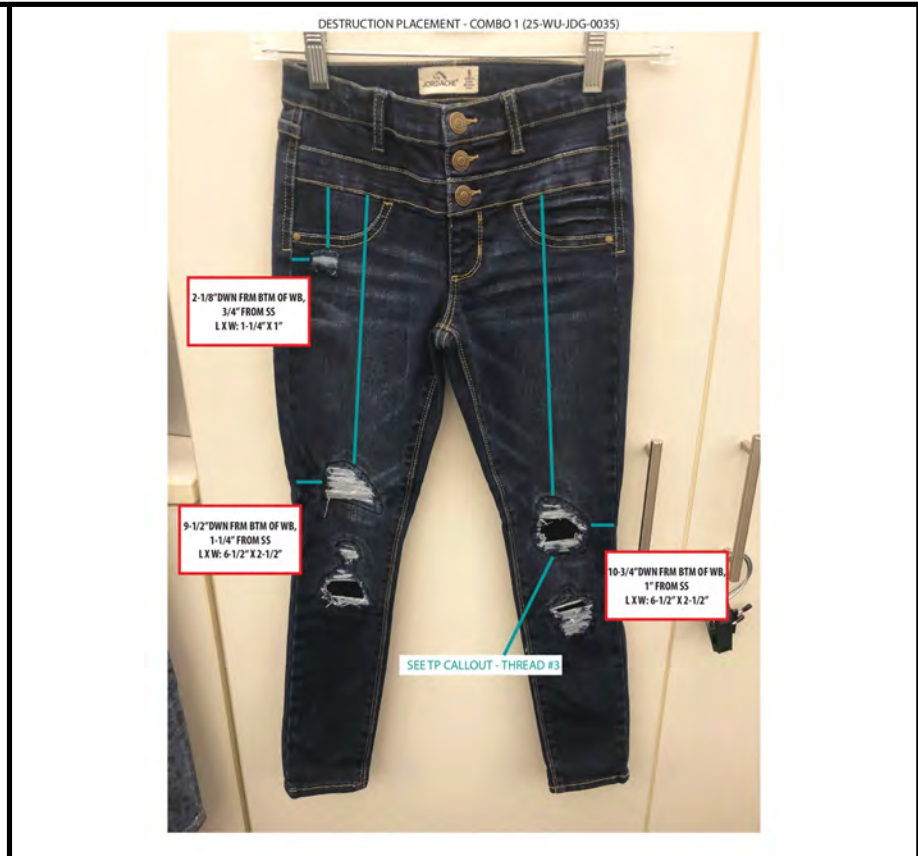 DESTRUCTION PLACEMENT - COMBO 1 (25-WU-JDG-0035)
JORDACHE
2-1/8"DWN FRM BTM OF WB,
3/4" FROM SS
L X W: 1-1/4" X 1"
9-1/2"DWN FRM BTM OF WB,
1-1/4" FROM SS
L X W: 6-1/2" X 2-1/2"
10-3/4"DWN FRM BTM OF WB,
1" FROM SS
L X W: 6-1/2" X 2-1/2"
SEE TP CALLOUT - THREAD #3